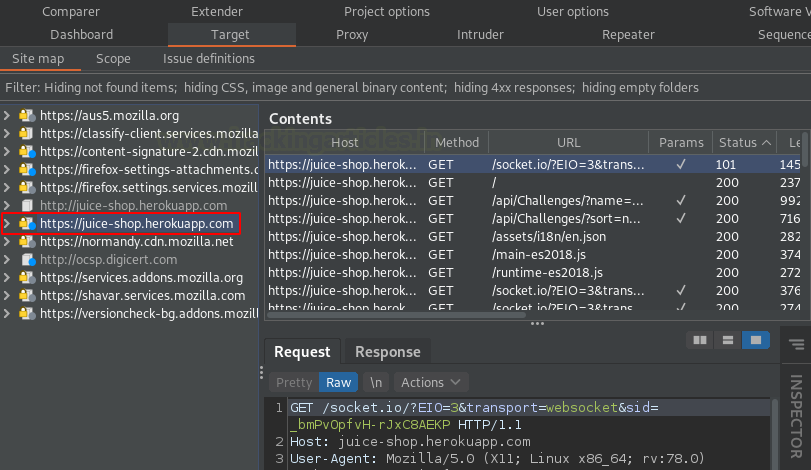 Comparer Extender Project options User options Software V
Dashboard Target Proxy Intruder Repeater Sequence
Site map Scope Issue definitions
Filter: Hiding not found items; hiding CSS, image and general binary content; hiding 4xx responses; hiding empty folders
https://aus5.mozilla.org
https://classify-client.services.mozilla
https://content-signature-2.cdn.mozil
https://firefox-settings-attachments.c
https://firefox.settings.services.mozill
http://juice-shop.herokuapp.com
https://juice-shop.herokuapp.com
https://normandy.cdn.mozilla.net
http://ocsp.digicert.com
https://services.addons.mozilla.org
https://shavar.services.mozilla.com
https://versioncheck-bg.addons.mozill
Contents
Host Method URL Params Status Le
https://juice-shop.herok... GET /socket.io/?EIO=3&trans... ✓ 101 145
https://juice-shop.herok... GET / 200 237
https://juice-shop.herok... GET /api/Challenges/?name=... ✓ 200 992
https://juice-shop.herok... GET /api/Challenges/?sort=n... ✓ 200 716
https://juice-shop.herok... GET /assets/i18n/en.json 200 282
https://juice-shop.herok... GET /main-es2018.js 200 374
https://juice-shop.herok... GET /runtime-es2018.js 200 272
https://juice-shop.herok... GET /socket.io/?EIO=3&trans... ✓ 200 376
https://juice-shop.herok... GET /socket.io/?EIO=3&trans... ✓ 200 274
Request Response
Pretty Raw \n Actions
1 GET /socket.io/?EIO=3&transport=websocket&sid=
_bmPvOpfvH-rJxC8AEKP HTTP/1.1
2 Host: juice-shop.herokuapp.com
3 User-Agent: Mozilla/5.0 (X11; Linux x86_64; rv:78.0)
INSPECTOR